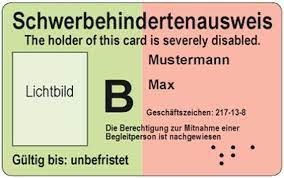 Schwerbehindertenausweis
The holder of this card is severely disabled.
Mustermann
Max
Lichtbild
B
Geschäftszeichen: 217-13-8
Die Berechtigung zur Mitnahme einer
Begleitperson ist nachgewiesen
Gültig bis: unbefristet